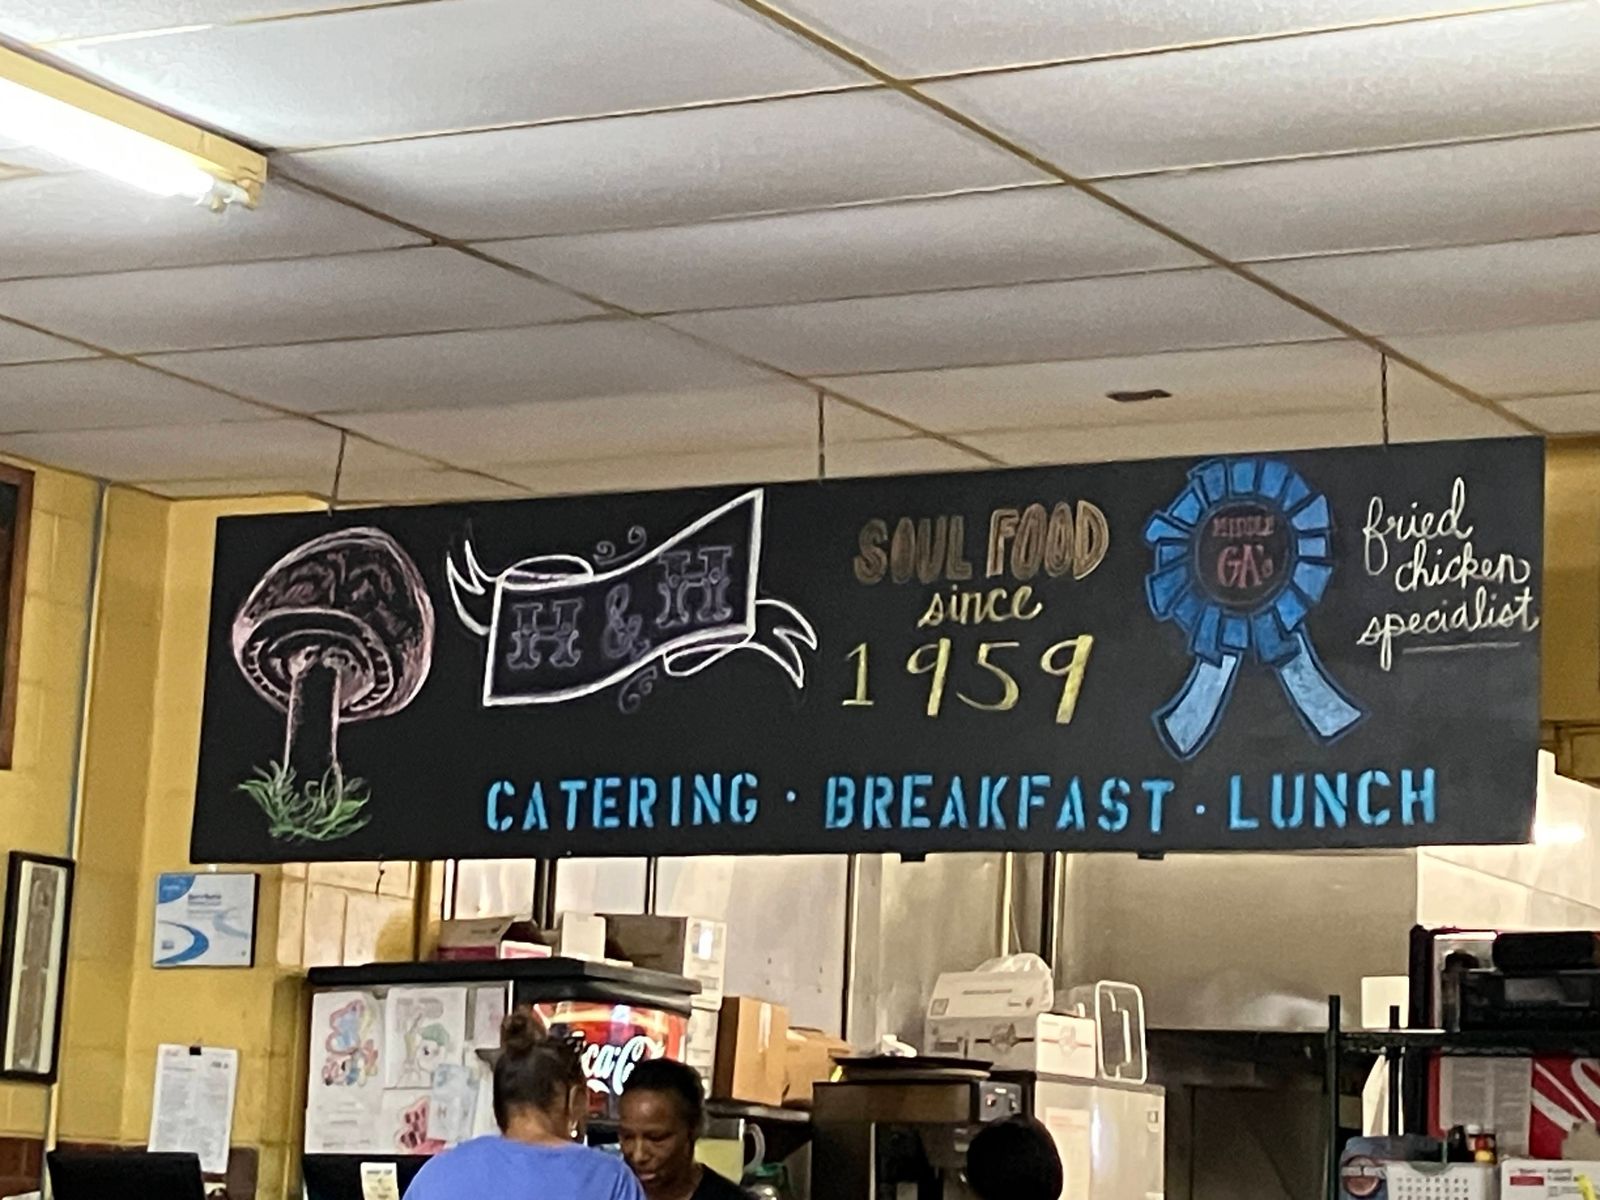 H & H
SOUL FOOD
since
1959
MIDDLE
GA's
fried
chicken
specialist
CATERING · BREAKFAST · LUNCH